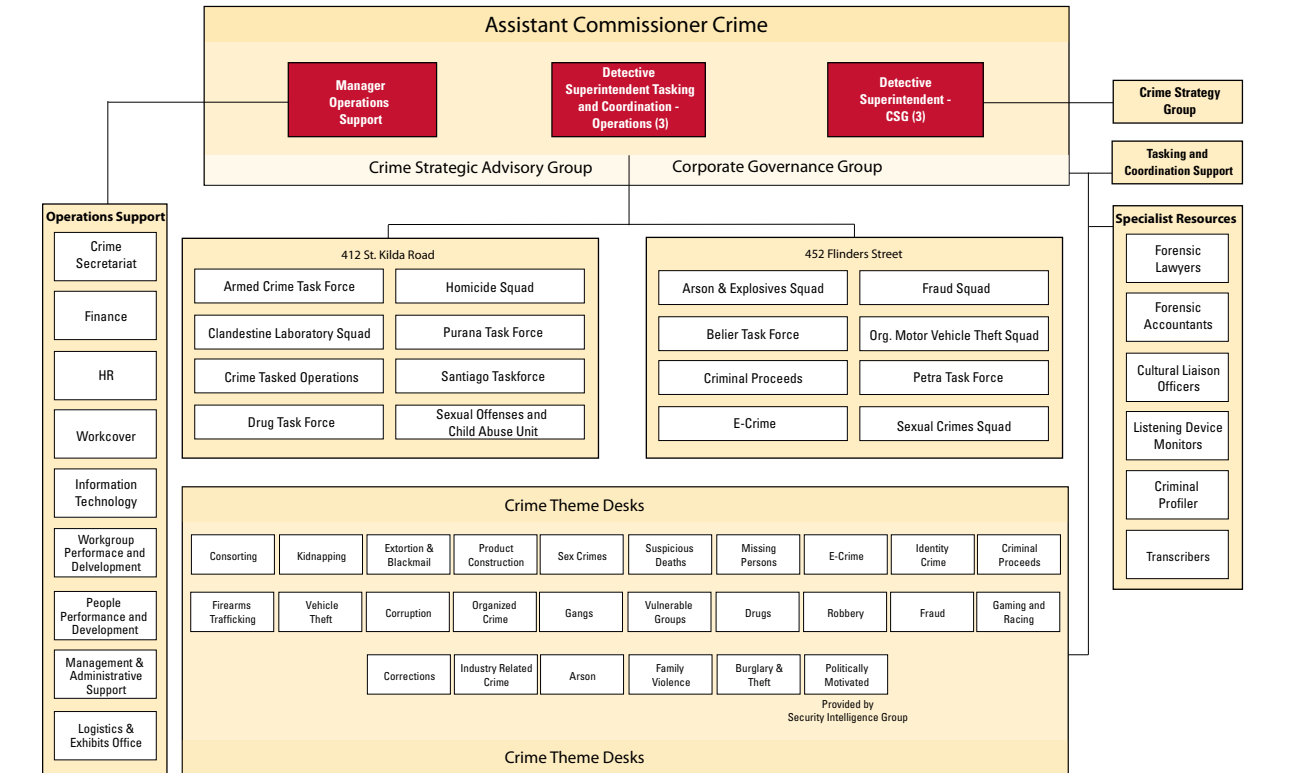 Assistant Commissioner Crime
Manager
Operations
Support
Detective
Superintendent Tasking
and Coordination -
Operations (3)
Detective
Superintendent -
CSG (3)
Crime Strategic Advisory Group
Corporate Governance Group
Crime Strategy
Group
Tasking and
Coordination Support
Operations Support
Crime
Secretariat
Finance
HR
Workcover
Information
Technology
Workgroup
Performace and
Delvelopment
People
Performance and
Development
Management &
Administrative
Support
Logistics &
Exhibits Office
412 St. Kilda Road
Armed Crime Task Force
Homicide Squad
Clandestine Laboratory Squad
Purana Task Force
Crime Tasked Operations
Santiago Taskforce
Drug Task Force
Sexual Offenses and
Child Abuse Unit
452 Flinders Street
Arson & Explosives Squad
Fraud Squad
Belier Task Force
Org. Motor Vehicle Theft Squad
Criminal Proceeds
Petra Task Force
E-Crime
Sexual Crimes Squad
Specialist Resources
Forensic
Lawyers
Forensic
Accountants
Cultural Liaison
Officers
Listening Device
Monitors
Criminal
Profiler
Transcribers
Crime Theme Desks
Consorting
Kidnapping
Extortion &
Blackmail
Product
Construction
Sex Crimes
Suspicious
Deaths
Missing
Persons
E-Crime
Identity
Crime
Criminal
Proceeds
Firearms
Trafficking
Vehicle
Theft
Corruption
Organized
Crime
Gangs
Vulnerable
Groups
Drugs
Robbery
Fraud
Gaming and
Racing
Corrections
Industry Related
Crime
Arson
Family
Violence
Burglary &
Theft
Politically
Motivated
Provided by
Security Intelligence Group
Crime Theme Desks